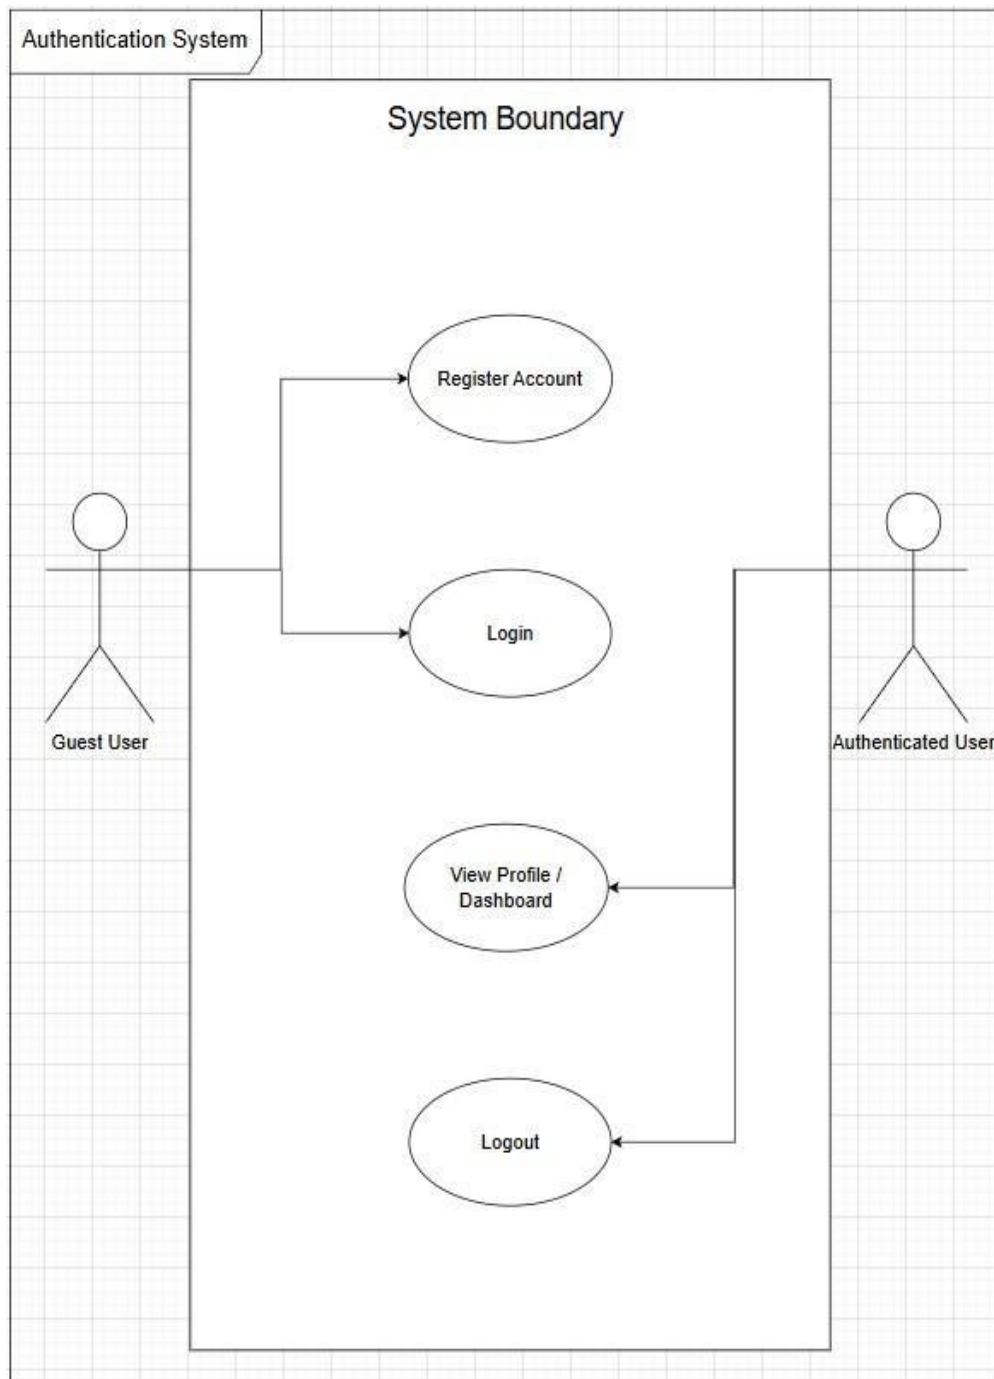 Authentication System
System Boundary
Register Account
Login
Guest User
Authenticated User
View Profile /
Dashboard
Logout